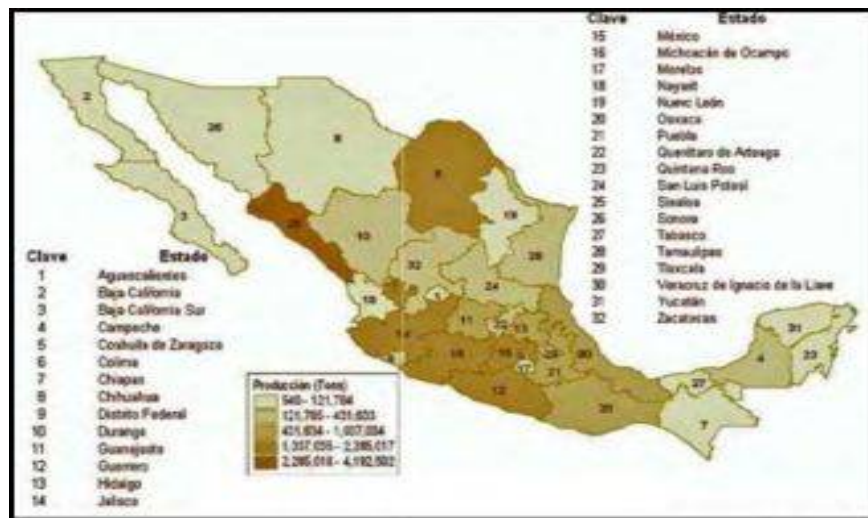 Clave Estado
15 México
16 Michoacán de Ocampo
17 Morelos
18 Nayarit
19 Nuevo León
20 Oaxaca
21 Puebla
22 Querétaro de Arteaga
23 Quintana Roo
24 San Luis Potosí
25 Sinaloa
26 Sonora
27 Tabasco
28 Tamaulipas
29 Tlaxcala
30 Veracruz de Ignacio de la Llave
31 Yucatán
32 Zacatecas
Clave Estado
1 Aguascalientes
2 Baja California
3 Baja California Sur
4 Campeche
5 Coahuila de Zaragoza
6 Colima
7 Chiapas
8 Chihuahua
9 Distrito Federal
10 Durango
11 Guanajuato
12 Guerrero
13 Hidalgo
14 Jalisco
Producción (Tons)
2
26
8
3
10
19
28
32
24
18
1
11
13
14
16
12
21
30
20
27
4
31
23
7